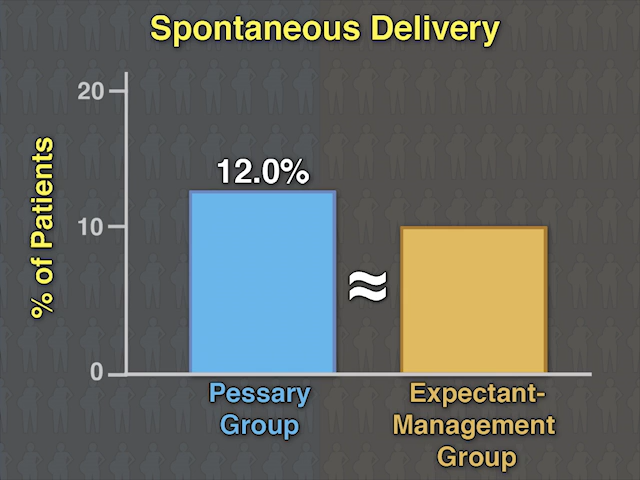 Spontaneous Delivery
% of Patients
20
10
0
12.0%
≈
Pessary
Group
Expectant-
Management
Group